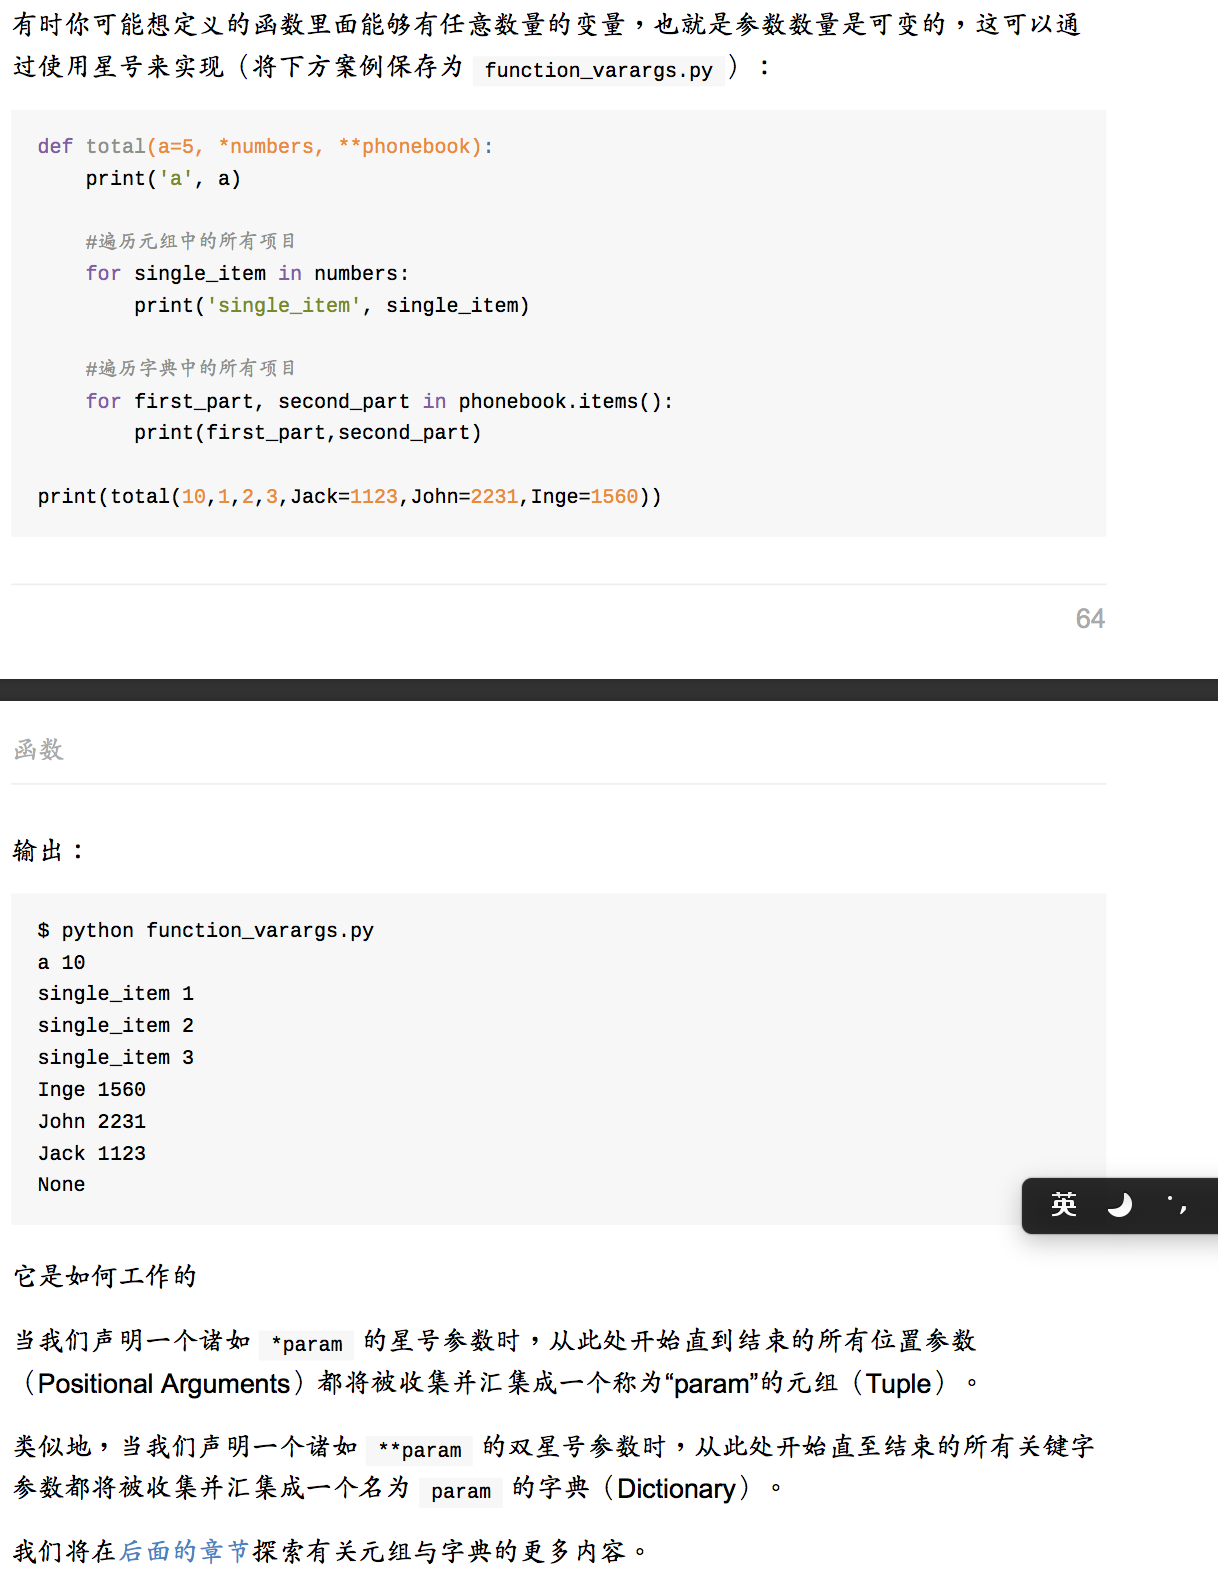 有时你可能想定义的函数里面能够有任意数量的变量，也就是参数数量是可变的，这可以通
过使用星号来实现（将下方案例保存为 function_varargs.py ）：
def total(a=5, *numbers, **phonebook):
    print('a', a)
    #遍历元组中的所有项目
    for single_item in numbers:
        print('single_item', single_item)
    #遍历字典中的所有项目
    for first_part, second_part in phonebook.items():
        print(first_part,second_part)
print(total(10,1,2,3,Jack=1123,John=2231,Inge=1560))
64
函数
输出：
$ python function_varargs.py
a 10
single_item 1
single_item 2
single_item 3
Inge 1560
John 2231
Jack 1123
None
英
它是如何工作的
当我们声明一个诸如 *param 的星号参数时，从此处开始直到结束的所有位置参数
（Positional Arguments）都将被收集并汇集成一个称为“param”的元组（Tuple）。
类似地，当我们声明一个诸如 **param 的双星号参数时，从此处开始直至结束的所有关键字
参数都将被收集并汇集成一个名为 param 的字典（Dictionary）。
我们将在后面的章节探索有关元组与字典的更多内容。